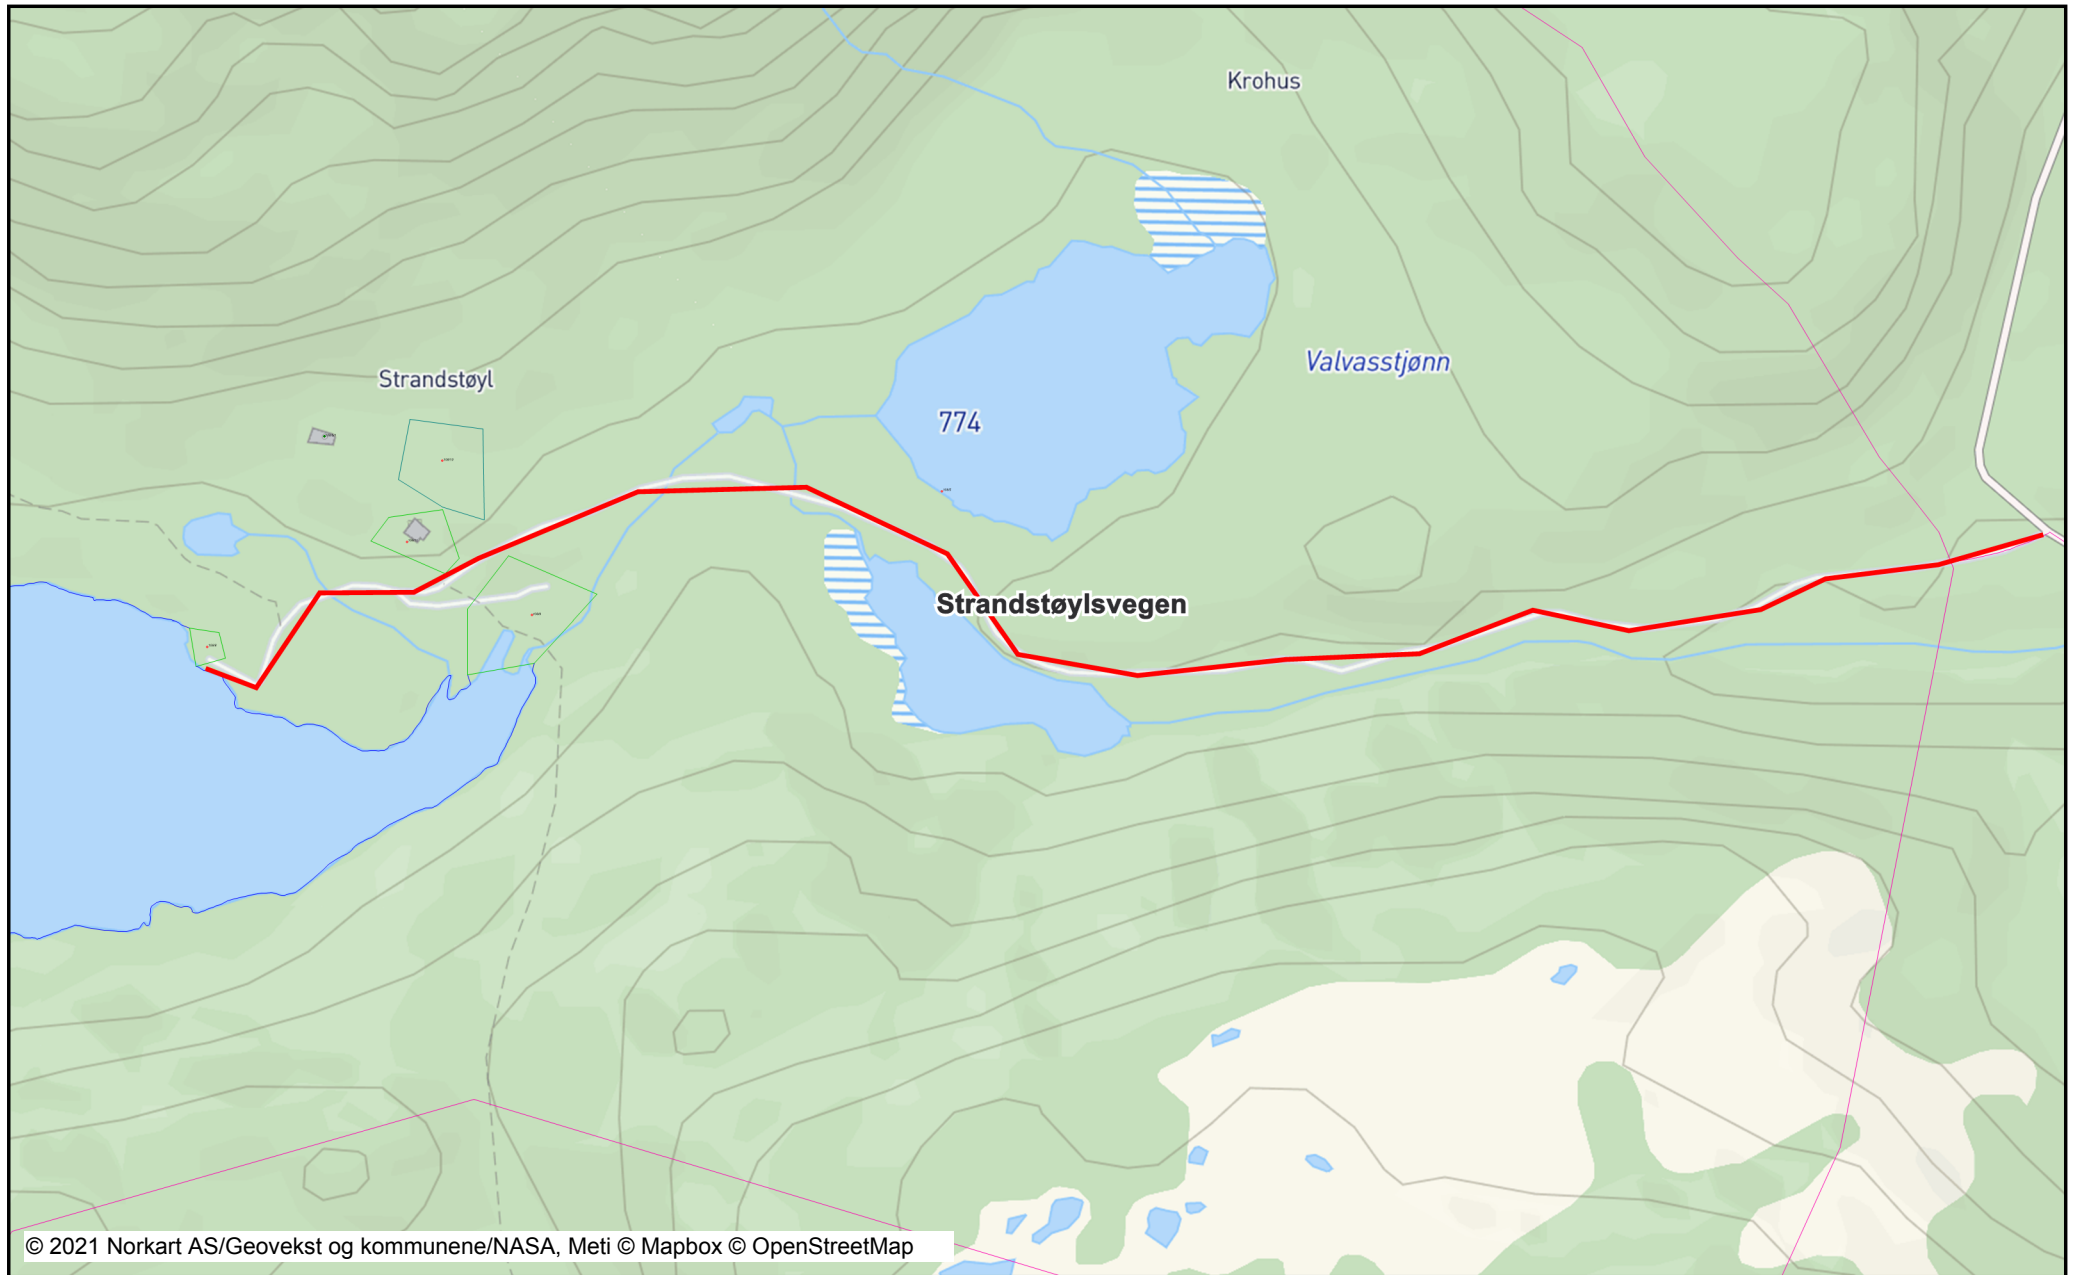 Krohus
Valvasstjønn
Strandstøyl
774
Strandstøylsvegen
© 2021 Norkart AS/Geovekst og kommunene/NASA, Meti © Mapbox © OpenStreetMap